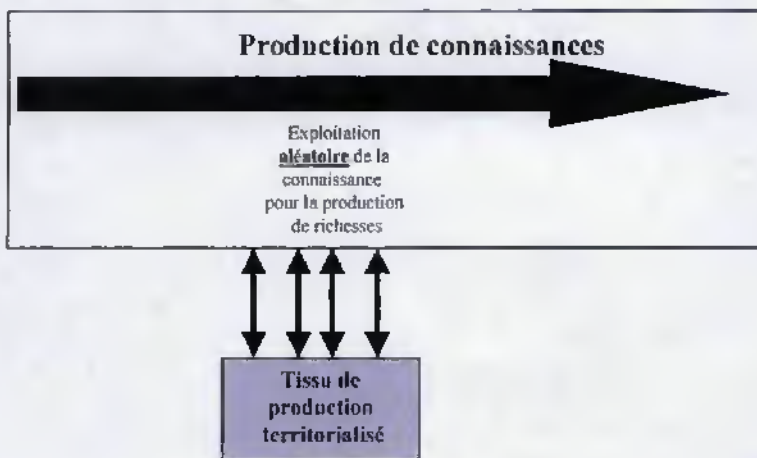 Production de connaissances
Exploitation
aléatoire de la
connaissance
pour la production
de richesses
Tissu de
production
territorialisé